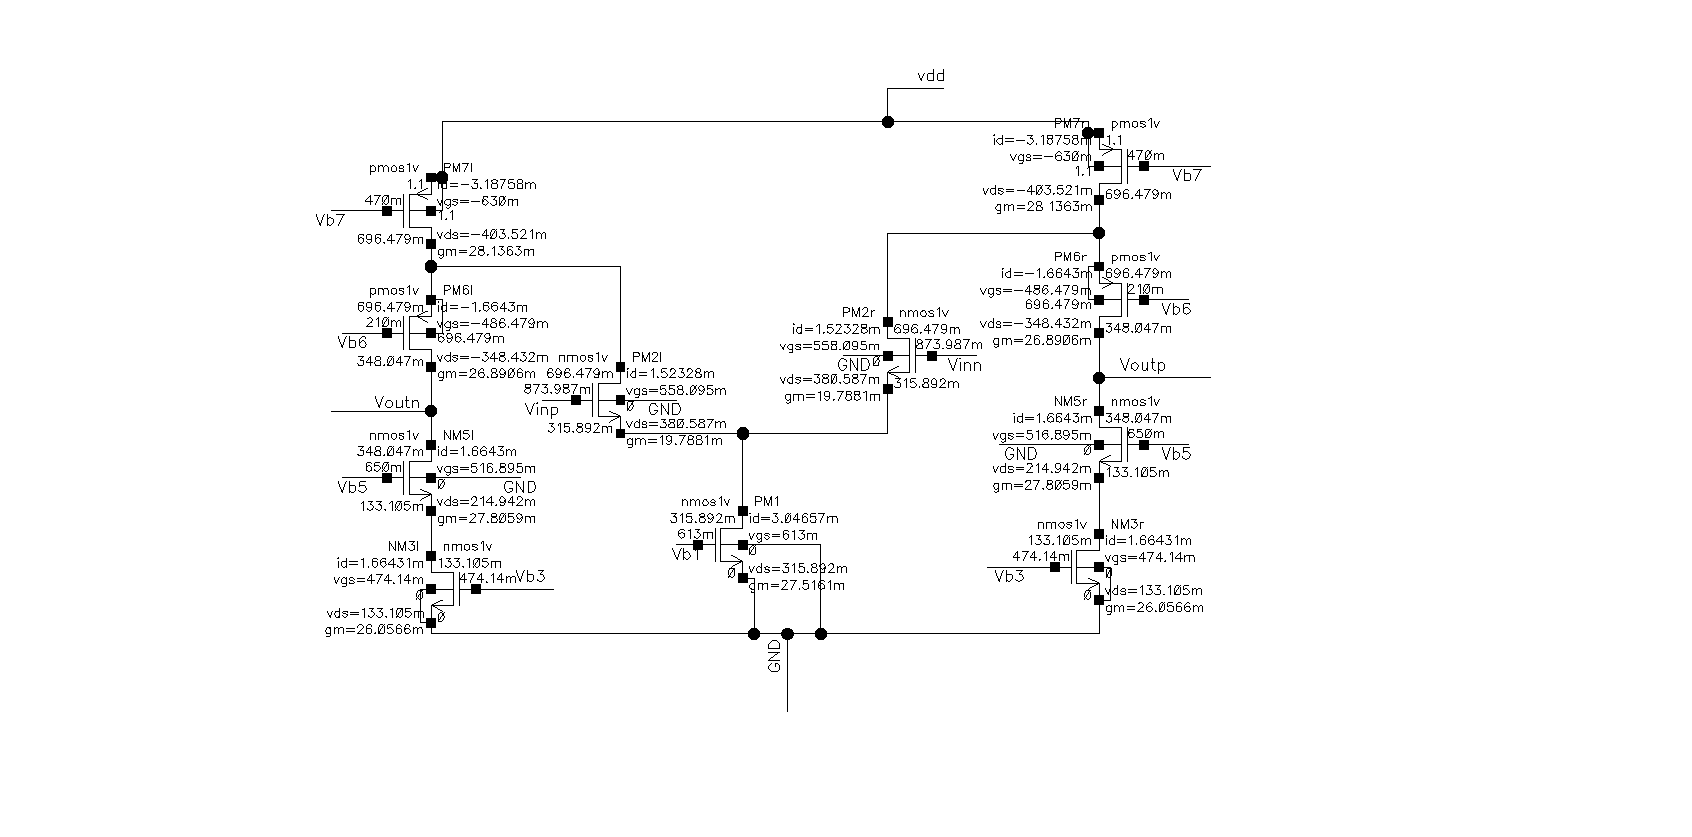 vdd
pmos1v PM7l
1.1 id=-3.18758m
470m vgs=-630m
1.1
Vb7
696.479m vds=-403.521m
gm=28.1363m
pmos1v PM6l
696.479m id=-1.6643m
210m vgs=-486.479m
Vb6 696.479m
348.047m vds=-348.432m
gm=26.8906m
Voutn
nmos1v NM5l
348.047m id=1.6643m
650m vgs=516.895m
0
Vb5 GND
133.105m vds=214.942m
gm=27.8059m
NM3l nmos1v
id=1.66431m 133.105m
vgs=474.14m 474.14m Vb3
0
vds=133.105m 0
gm=26.0566m
nmos1v PM2l
696.479m id=1.52328m
873.987m vgs=558.095m
0
Vinp GND
315.892m vds=380.587m
gm=19.7881m
nmos1v PM1
315.892m id=3.04657m
613m vgs=613m
0
Vb1
0 vds=315.892m
gm=27.5161m
GND
PM2r nmos1v
id=1.52328m 696.479m
vgs=558.095m 873.987m
GND 0 Vinn
vds=380.587m 315.892m
gm=19.7881m
PM7r pmos1v
id=-3.18758m 1.1
vgs=-630m 470m
1.1 Vb7
vds=-403.521m 696.479m
gm=28.1363m
PM6r pmos1v
id=-1.6643m 696.479m
vgs=-486.479m 210m
696.479m Vb6
vds=-348.432m 348.047m
gm=26.8906m
Voutp
NM5r nmos1v
id=1.6643m 348.047m
vgs=516.895m 650m
GND 0 Vb5
vds=214.942m 133.105m
gm=27.8059m
nmos1v NM3r
133.105m id=1.66431m
474.14m vgs=474.14m
Vb3 0
0 vds=133.105m
gm=26.0566m